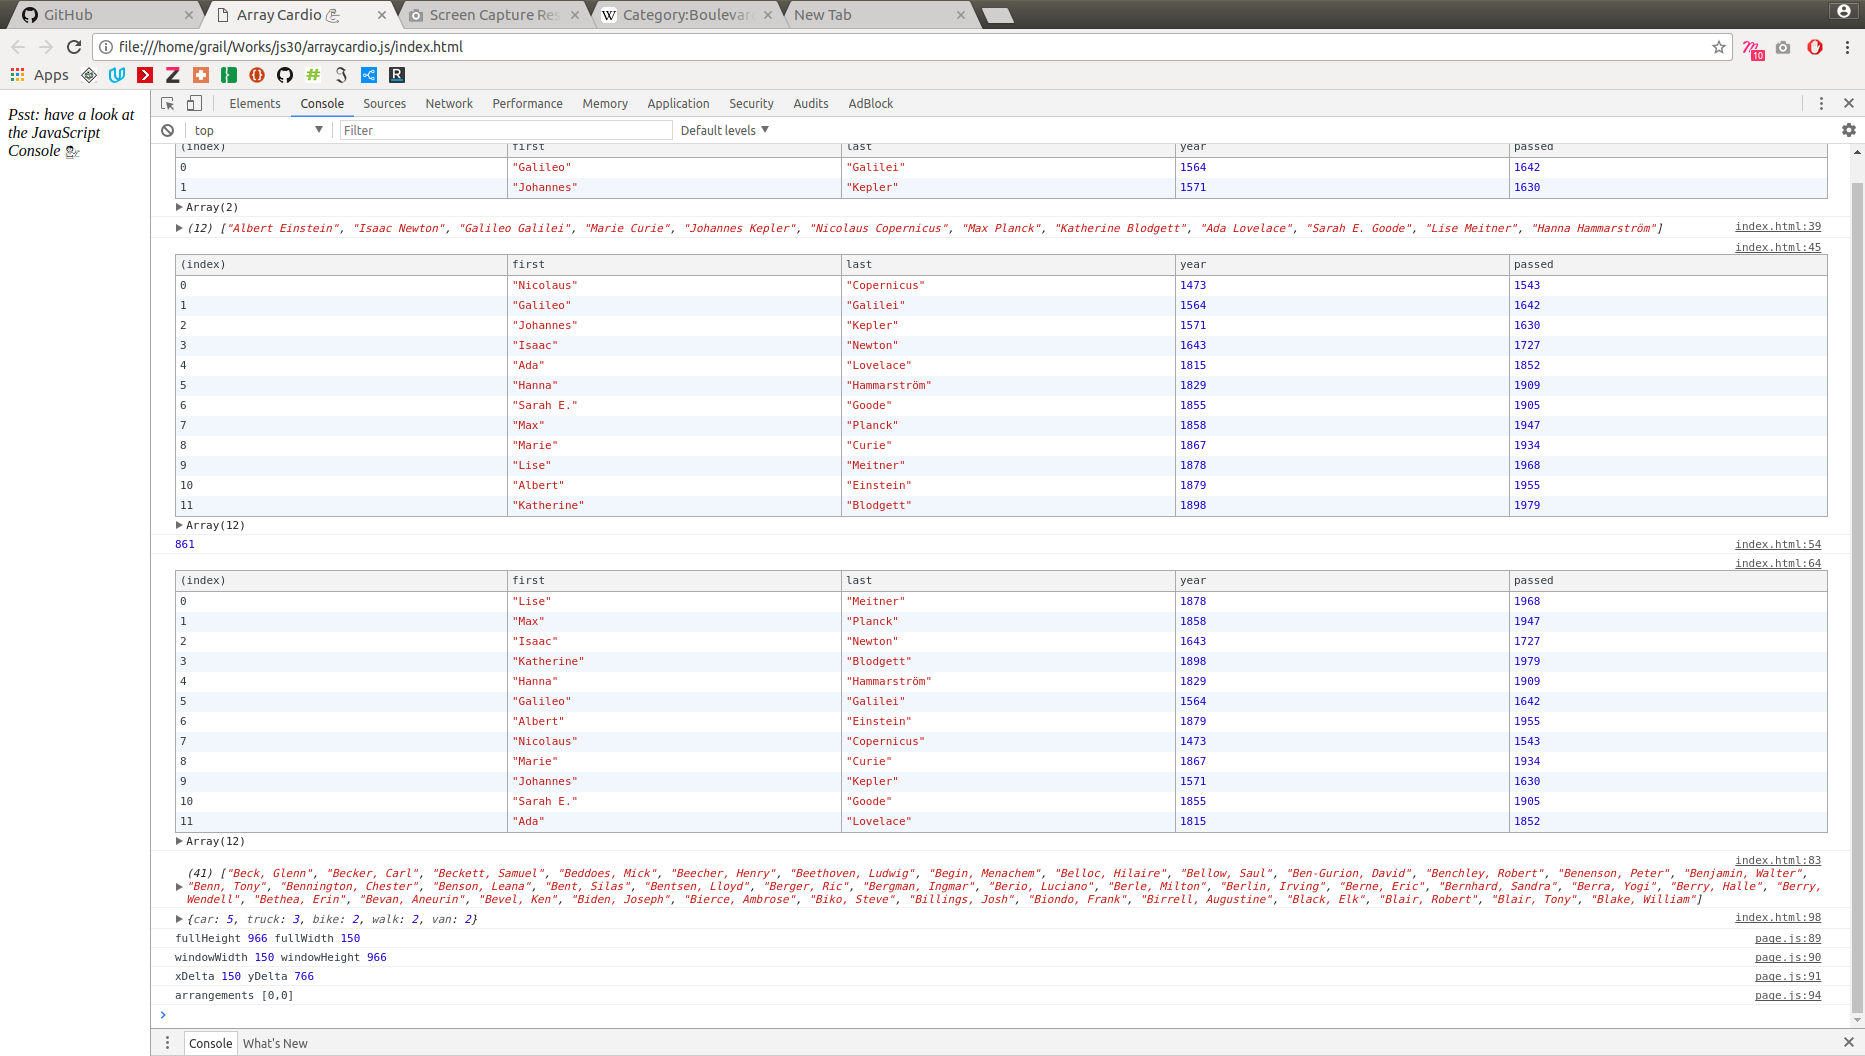 GitHub
Array Cardio 💪
Screen Capture Res
Category:Boulevar
New Tab
file:///home/grail/Works/js30/arraycardio.js/index.html
10
Apps
Psst: have a look at
the JavaScript
Console 💁
Elements Console Sources Network Performance Memory Application Security Audits AdBlock
top Filter Default levels
(index) first last year passed
0 "Galileo" "Galilei" 1564 1642
1 "Johannes" "Kepler" 1571 1630
Array(2)
(12) ["Albert Einstein", "Isaac Newton", "Galileo Galilei", "Marie Curie", "Johannes Kepler", "Nicolaus Copernicus", "Max Planck", "Katherine Blodgett", "Ada Lovelace", "Sarah E. Goode", "Lise Meitner", "Hanna Hammarström"] index.html:39
index.html:45
(index) first last year passed
0 "Nicolaus" "Copernicus" 1473 1543
1 "Galileo" "Galilei" 1564 1642
2 "Johannes" "Kepler" 1571 1630
3 "Isaac" "Newton" 1643 1727
4 "Ada" "Lovelace" 1815 1852
5 "Hanna" "Hammarström" 1829 1909
6 "Sarah E." "Goode" 1855 1905
7 "Max" "Planck" 1858 1947
8 "Marie" "Curie" 1867 1934
9 "Lise" "Meitner" 1878 1968
10 "Albert" "Einstein" 1879 1955
11 "Katherine" "Blodgett" 1898 1979
Array(12)
861 index.html:54
index.html:64
(index) first last year passed
0 "Lise" "Meitner" 1878 1968
1 "Max" "Planck" 1858 1947
2 "Isaac" "Newton" 1643 1727
3 "Katherine" "Blodgett" 1898 1979
4 "Hanna" "Hammarström" 1829 1909
5 "Galileo" "Galilei" 1564 1642
6 "Albert" "Einstein" 1879 1955
7 "Nicolaus" "Copernicus" 1473 1543
8 "Marie" "Curie" 1867 1934
9 "Johannes" "Kepler" 1571 1630
10 "Sarah E." "Goode" 1855 1905
11 "Ada" "Lovelace" 1815 1852
Array(12)
index.html:83
(41) ["Beck, Glenn", "Becker, Carl", "Beckett, Samuel", "Beddoes, Mick", "Beecher, Henry", "Beethoven, Ludwig", "Begin, Menachem", "Belloc, Hilaire", "Bellow, Saul", "Ben-Gurion, David", "Benchley, Robert", "Benenson, Peter", "Benjamin, Walter",
"Benn, Tony", "Bennington, Chester", "Benson, Leana", "Bent, Silas", "Bentsen, Lloyd", "Berger, Ric", "Bergman, Ingmar", "Berio, Luciano", "Berle, Milton", "Berlin, Irving", "Berne, Eric", "Bernhard, Sandra", "Berra, Yogi", "Berry, Halle", "Berry,
Wendell", "Bethea, Erin", "Bevan, Aneurin", "Bevel, Ken", "Biden, Joseph", "Bierce, Ambrose", "Biko, Steve", "Billings, Josh", "Biondo, Frank", "Birrell, Augustine", "Black, Elk", "Blair, Robert", "Blair, Tony", "Blake, William"]
{car: 5, truck: 3, bike: 2, walk: 2, van: 2} index.html:98
fullHeight 966 fullWidth 150 page.js:89
windowWidth 150 windowHeight 966 page.js:90
xDelta 150 yDelta 766 page.js:91
arrangements [0,0] page.js:94
Console What's New